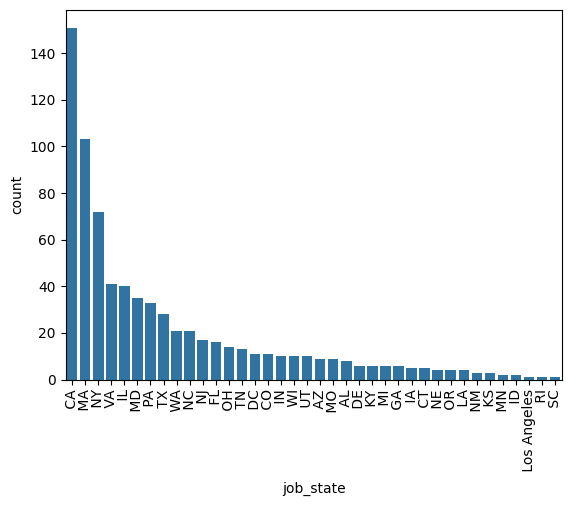 140
120
100
80
60
40
20
0
count
CA
MA
NY
VA
IL
MD
PA
TX
WA
NC
NJ
FL
OH
TN
DC
CO
IN
WI
UT
AZ
MO
AL
DE
KY
MI
GA
IA
CT
NE
OR
LA
NM
KS
MN
ID
Los Angeles
RI
SC
job_state